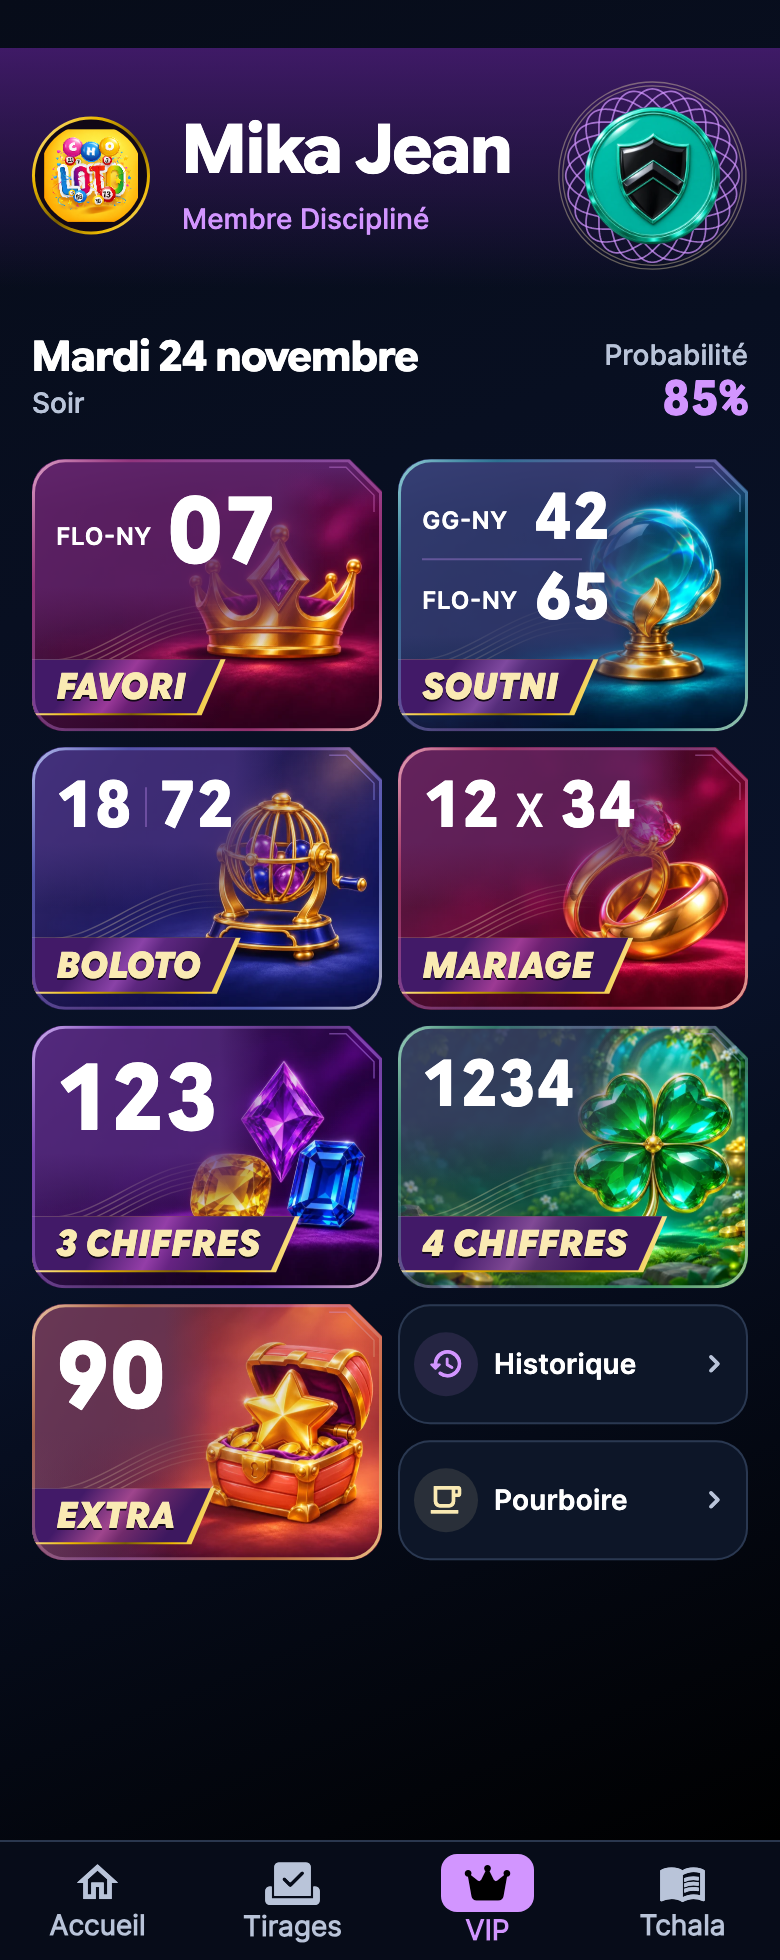 CHO
LOTO
Mika Jean
Membre Discipliné
Mardi 24 novembre
Soir
Probabilité
85%
FLO-NY 07
FAVORI
GG-NY 42
FLO-NY 65
SOUTNI
18 | 72
BOLOTO
12 x 34
MARIAGE
123
3 CHIFFRES
1234
4 CHIFFRES
90
EXTRA
Historique
Pourboire
Accueil
Tirages
VIP
Tchala